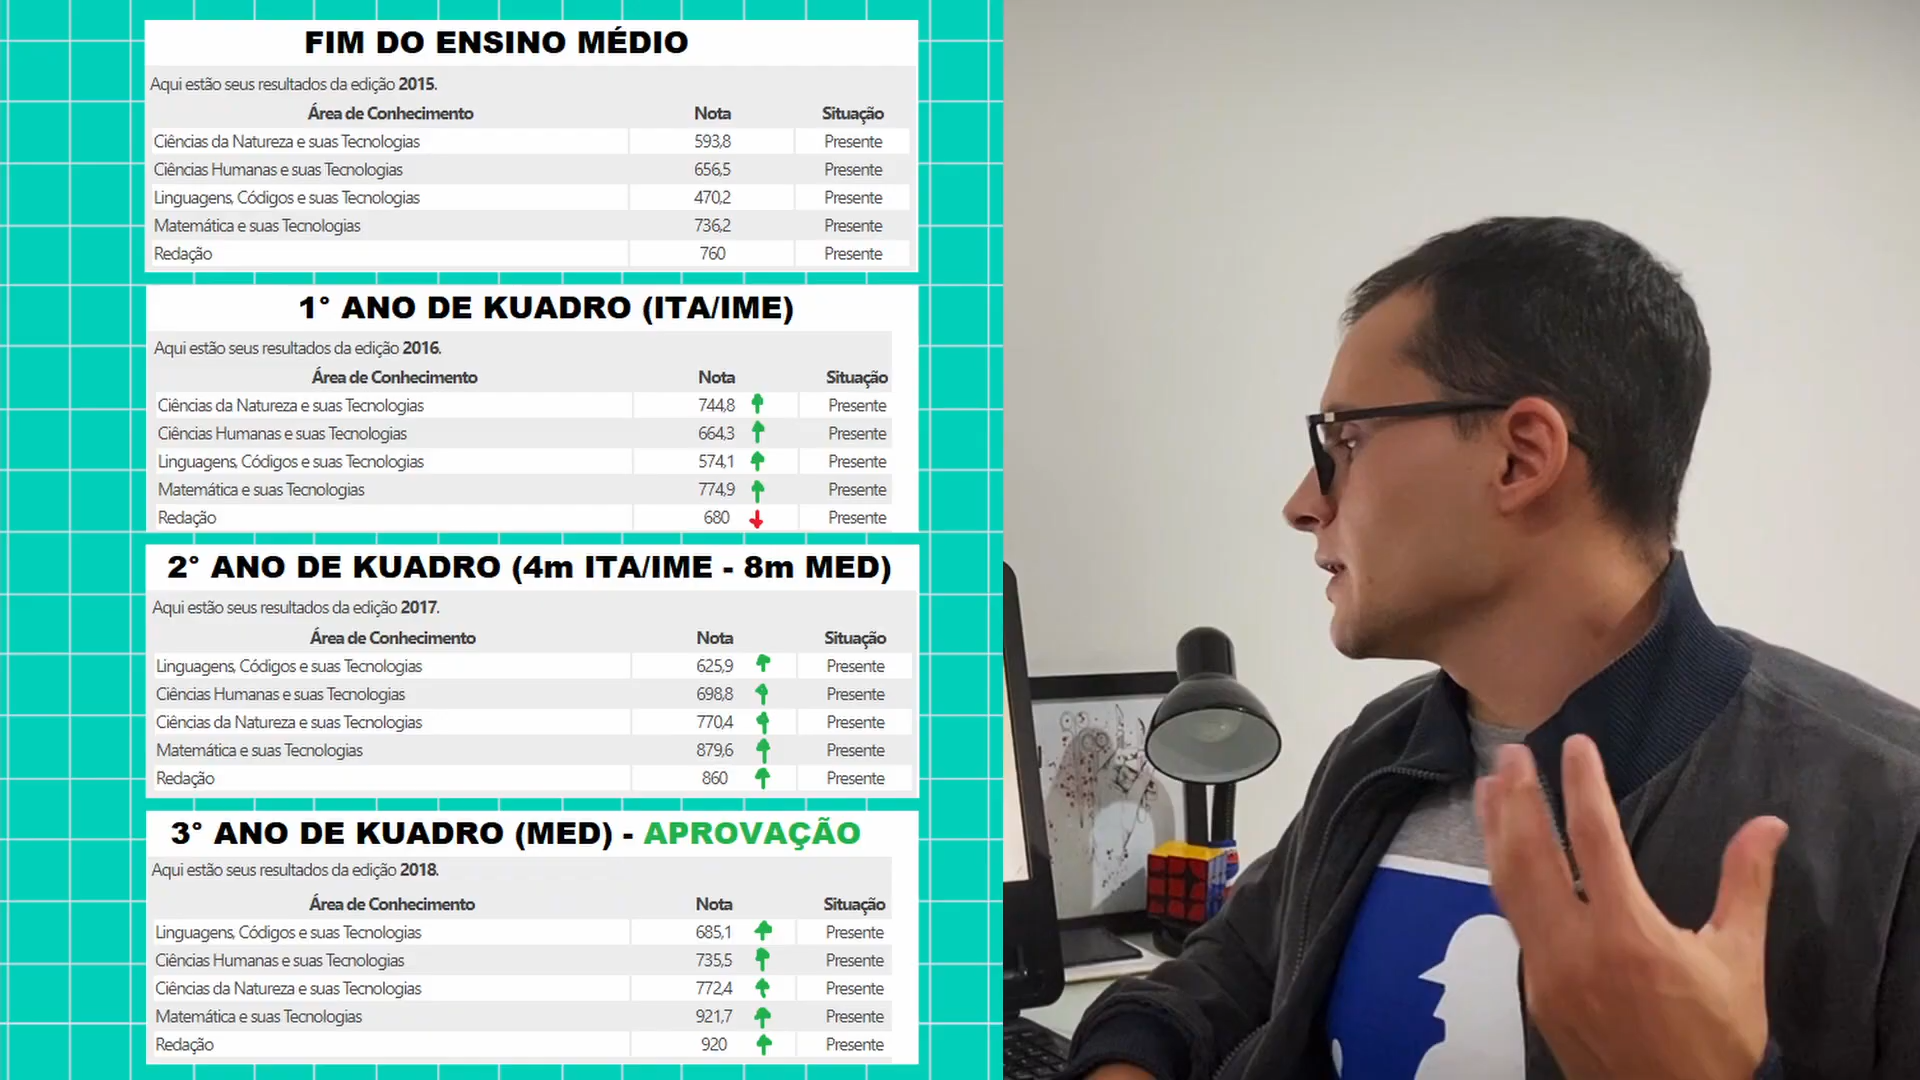 FIM DO ENSINO MÉDIO
Aqui estão seus resultados da edição 2015.
Área de Conhecimento Nota Situação
Ciências da Natureza e suas Tecnologias 593,8 Presente
Ciências Humanas e suas Tecnologias 656,5 Presente
Linguagens, Códigos e suas Tecnologias 470,2 Presente
Matemática e suas Tecnologias 736,2 Presente
Redação 760 Presente
1° ANO DE KUADRO (ITA/IME)
Aqui estão seus resultados da edição 2016.
Área de Conhecimento Nota Situação
Ciências da Natureza e suas Tecnologias 744,8 Presente
Ciências Humanas e suas Tecnologias 664,3 Presente
Linguagens, Códigos e suas Tecnologias 574,1 Presente
Matemática e suas Tecnologias 774,9 Presente
Redação 680 Presente
2° ANO DE KUADRO (4m ITA/IME - 8m MED)
Aqui estão seus resultados da edição 2017.
Área de Conhecimento Nota Situação
Linguagens, Códigos e suas Tecnologias 625,9 Presente
Ciências Humanas e suas Tecnologias 698,8 Presente
Ciências da Natureza e suas Tecnologias 770,4 Presente
Matemática e suas Tecnologias 879,6 Presente
Redação 860 Presente
3° ANO DE KUADRO (MED) - APROVAÇÃO
Aqui estão seus resultados da edição 2018.
Área de Conhecimento Nota Situação
Linguagens, Códigos e suas Tecnologias 685,1 Presente
Ciências Humanas e suas Tecnologias 735,5 Presente
Ciências da Natureza e suas Tecnologias 772,4 Presente
Matemática e suas Tecnologias 921,7 Presente
Redação 920 Presente